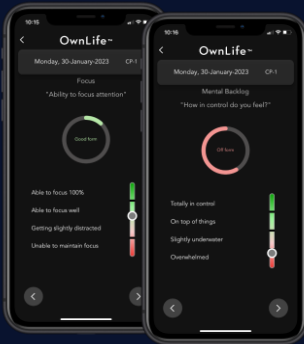 10:15
OwnLife™
Monday, 30-January-2023 CP-1
Focus
"Ability to focus attention"
Good form
Able to focus 100%
Able to focus well
Getting slightly distracted
Unable to maintain focus
10:16
OwnLife™
Monday, 30-January-2023 CP-1
Mental Backlog
"How in control do you feel?"
Off form
Totally in control
On top of things
Slightly underwater
Overwhelmed